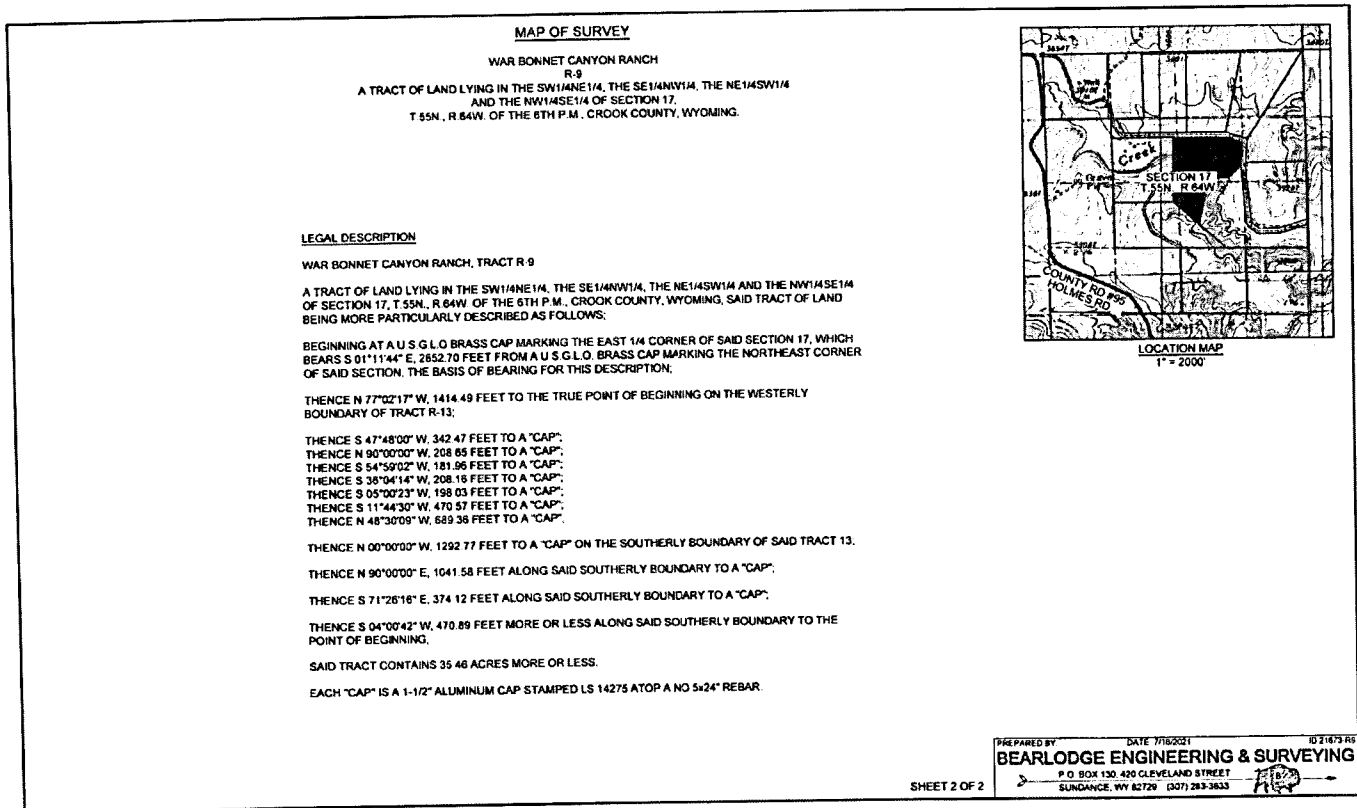 MAP OF SURVEY
WAR BONNET CANYON RANCH
R-9
A TRACT OF LAND LYING IN THE SW1/4NE1/4, THE SE1/4NW1/4, THE NE1/4SW1/4
AND THE NW1/4SE1/4 OF SECTION 17,
T.55N., R.64W. OF THE 6TH P.M., CROOK COUNTY, WYOMING.
LEGAL DESCRIPTION
WAR BONNET CANYON RANCH, TRACT R-9
A TRACT OF LAND LYING IN THE SW1/4NE1/4, THE SE1/4NW1/4, THE NE1/4SW1/4 AND THE NW1/4SE1/4
OF SECTION 17, T.55N., R.64W. OF THE 6TH P.M., CROOK COUNTY, WYOMING, SAID TRACT OF LAND
BEING MORE PARTICULARLY DESCRIBED AS FOLLOWS;
BEGINNING AT A U.S.G.L.O BRASS CAP MARKING THE EAST 1/4 CORNER OF SAID SECTION 17, WHICH
BEARS S 01°11'44" E, 2652.70 FEET FROM A U.S.G.L.O. BRASS CAP MARKING THE NORTHEAST CORNER
OF SAID SECTION, THE BASIS OF BEARING FOR THIS DESCRIPTION;
THENCE N 77°02'17" W, 1414.49 FEET TO THE TRUE POINT OF BEGINNING ON THE WESTERLY
BOUNDARY OF TRACT R-13;
THENCE S 47°48'00" W, 342.47 FEET TO A "CAP";
THENCE N 90°00'00" W, 208.65 FEET TO A "CAP";
THENCE S 54°59'02" W, 181.96 FEET TO A "CAP";
THENCE S 36°04'14" W, 208.16 FEET TO A "CAP";
THENCE S 05°00'23" W, 198.03 FEET TO A "CAP";
THENCE S 11°44'30" W, 470.57 FEET TO A "CAP";
THENCE N 48°30'09" W, 689.36 FEET TO A "CAP".
THENCE N 00°00'00" W, 1292.77 FEET TO A "CAP" ON THE SOUTHERLY BOUNDARY OF SAID TRACT 13.
THENCE N 90°00'00" E, 1041.58 FEET ALONG SAID SOUTHERLY BOUNDARY TO A "CAP";
THENCE S 71°26'16" E, 374.12 FEET ALONG SAID SOUTHERLY BOUNDARY TO A "CAP";
THENCE S 04°00'42" W, 470.89 FEET MORE OR LESS ALONG SAID SOUTHERLY BOUNDARY TO THE
POINT OF BEGINNING,
SAID TRACT CONTAINS 35.46 ACRES MORE OR LESS.
EACH "CAP" IS A 1-1/2" ALUMINUM CAP STAMPED LS 14275 ATOP A NO 5x24" REBAR.
Creek
SECTION 17
T.55N., R.64W.
COUNTY RD #95
HOLMES RD
LOCATION MAP
1" = 2000'
SHEET 2 OF 2
PREPARED BY: DATE 7/16/2021 ID 21673-R9
BEARLODGE ENGINEERING & SURVEYING
P.O. BOX 130, 420 CLEVELAND STREET
SUNDANCE, WY 82729 (307) 283-3633